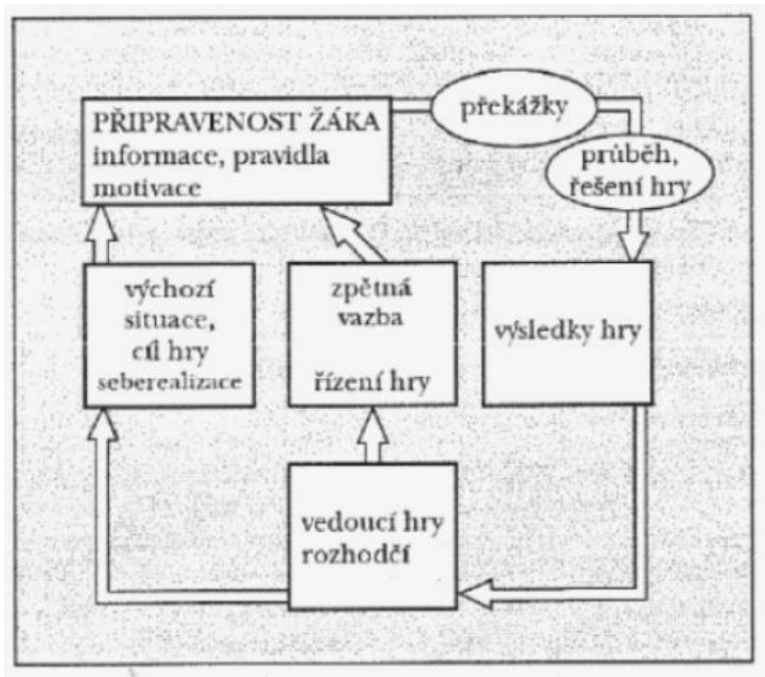 PŘIPRAVENOST ŽÁKA
informace, pravidla
motivace
překážky
průběh,
řešení hry
výchozí
situace,
cíl hry
seberealizace
zpětná
vazba
řízení hry
výsledky hry
vedoucí hry
rozhodčí